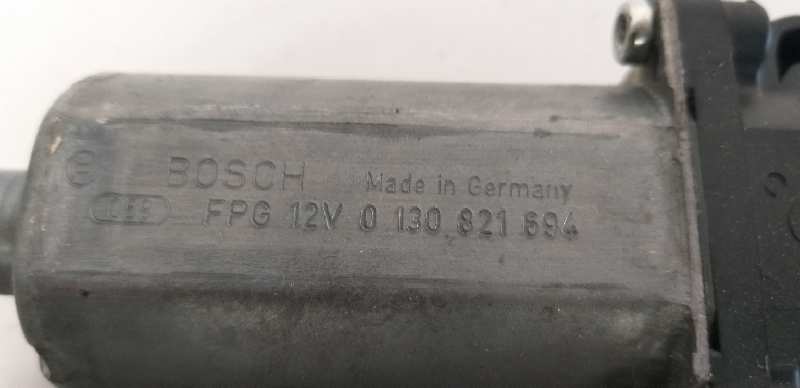 BOSCH Made in Germany
FPG 12V 0 130 821 694